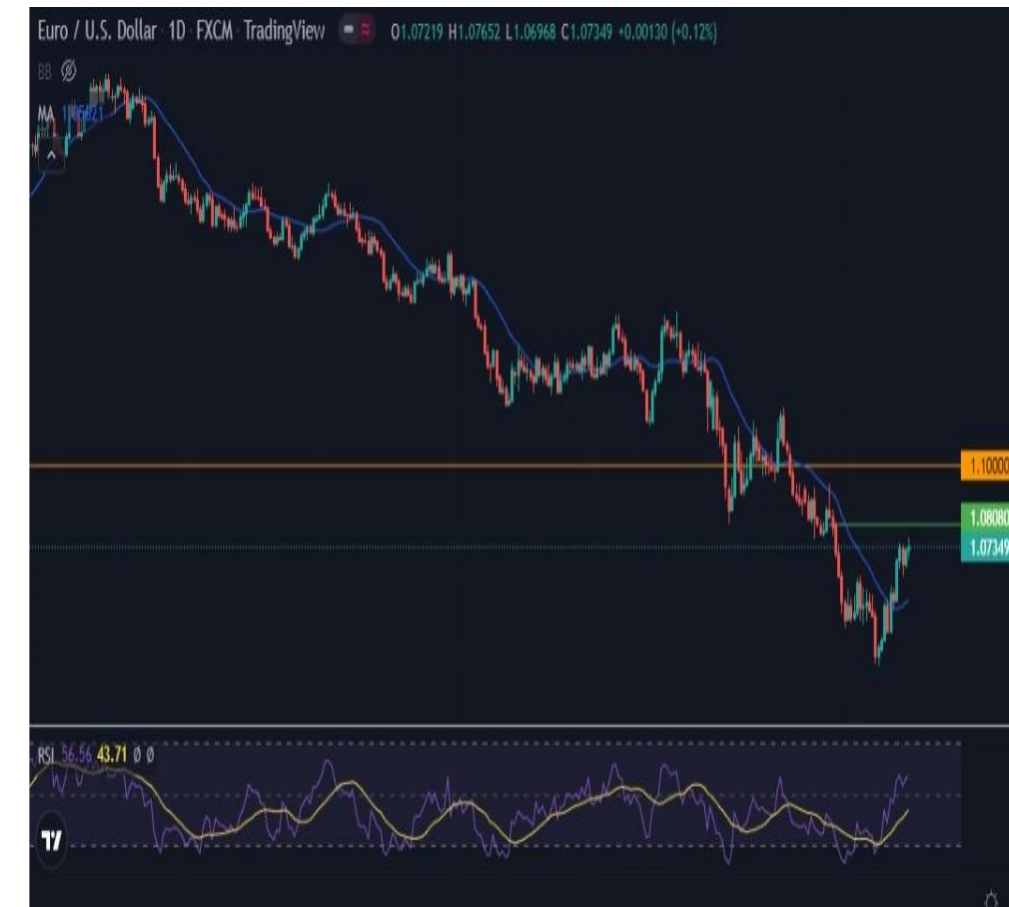 Euro / U.S. Dollar · 1D · FXCM · TradingView O1.07219 H1.07652 L1.06968 C1.07349 +0.00130 (+0.12%)
BB
MA
1.10000
1.08080
1.07349
RSI 56.56 43.71 Ø Ø